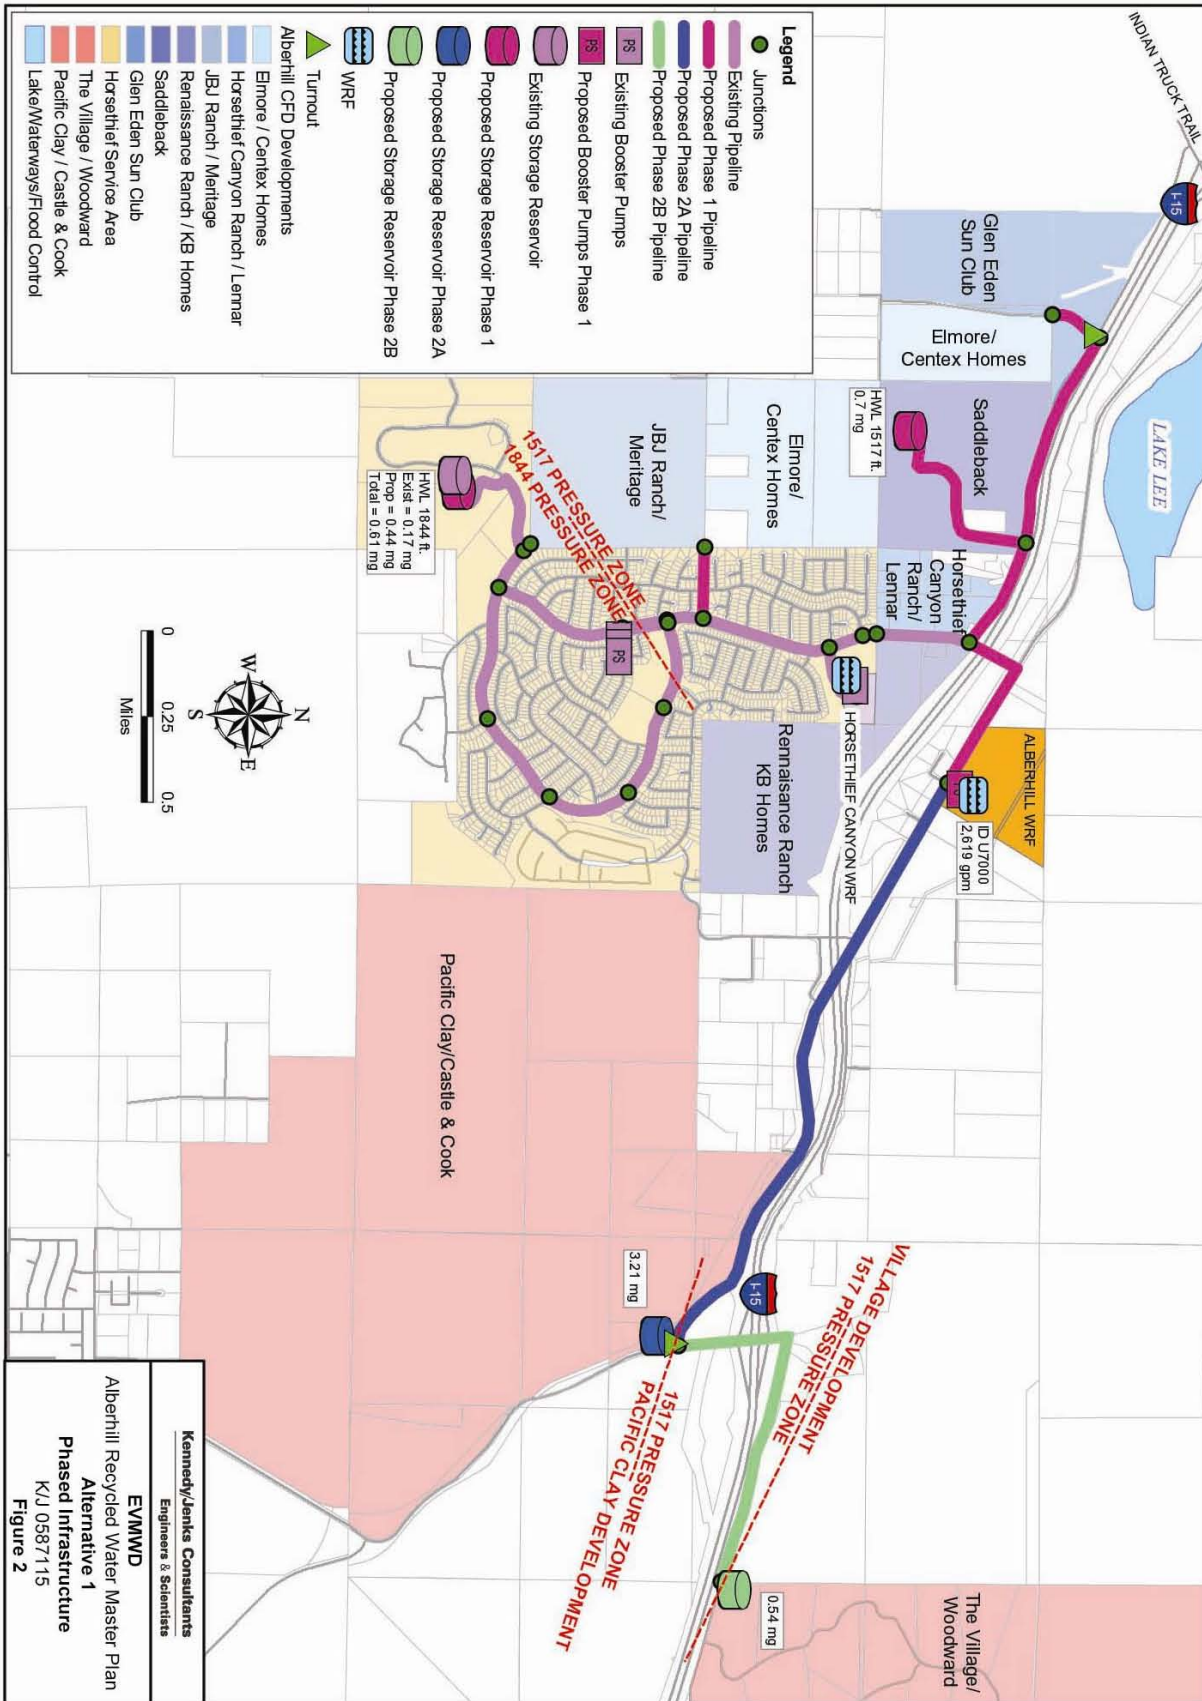 INDIAN TRUCK TRAIL
I-15
LAKE LEE
Glen Eden
Sun Club
Elmore/
Centex Homes
Saddleback
HWL 1517 ft.
0.7 mg
Horsethief
Canyon
Ranch/
Lennar
Elmore/
Centex Homes
JBJ Ranch/
Meritage
1517 PRESSURE ZONE
1844 PRESSURE ZONE
HWL 1844 ft.
Exist = 0.17 mg
Prop = 0.44 mg
Total = 0.61 mg
PS
HORSETHIEF CANYON WRF
Rennaisance Ranch
KB Homes
ALBERHILL WRF
ID U7000
2,619 gpm
Pacific Clay/Castle & Cook
3.21 mg
I-15
VILLAGE DEVELOPMENT
1517 PRESSURE ZONE
1517 PRESSURE ZONE
PACIFIC CLAY DEVELOPMENT
0.54 mg
The Village/
Woodward
Legend
Junctions
Existing Pipeline
Proposed Phase 1 Pipeline
Proposed Phase 2A Pipeline
Proposed Phase 2B Pipeline
PS Existing Booster Pumps
PS Proposed Booster Pumps Phase 1
Existing Storage Reservoir
Proposed Storage Reservoir Phase 1
Proposed Storage Reservoir Phase 2A
Proposed Storage Reservoir Phase 2B
WRF
Turnout
Alberhill CFD Developments
Elmore / Centex Homes
Horsethief Canyon Ranch / Lennar
JBJ Ranch / Meritage
Renaissance Ranch / KB Homes
Saddleback
Glen Eden Sun Club
Horsethief Service Area
The Village / Woodward
Pacific Clay / Castle & Cook
Lake/Waterways/Flood Control
N
W
E
S
0 0.25 0.5
Miles
Kennedy/Jenks Consultants
Engineers & Scientists
EVMWD
Alberhill Recycled Water Master Plan
Alternative 1
Phased Infrastructure
K/J 0587115
Figure 2